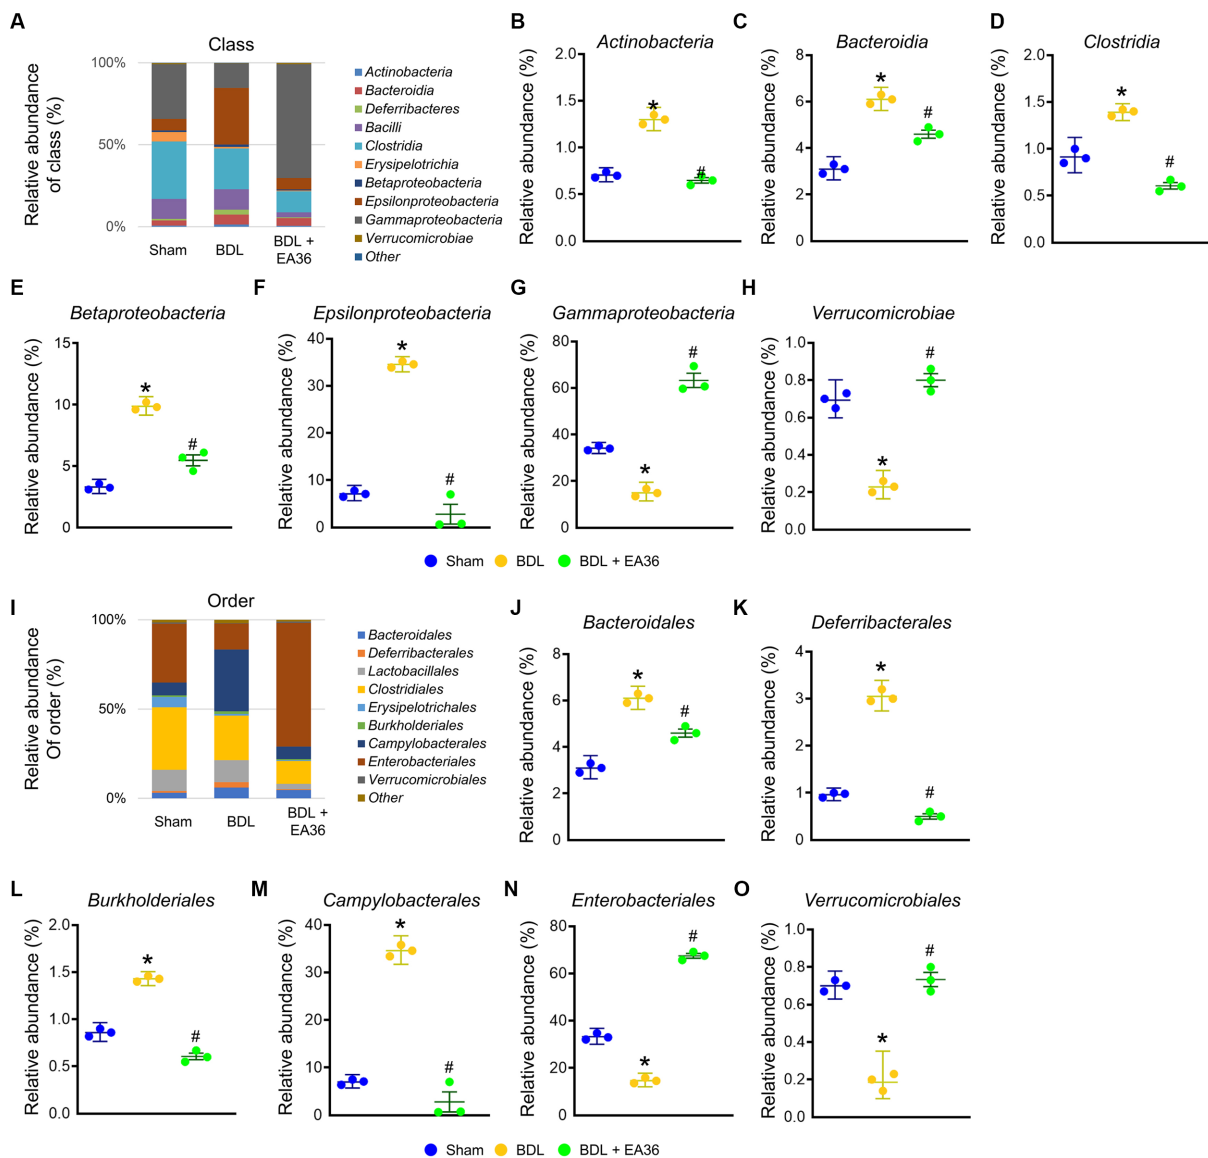 A
Class
Relative abundance
of class (%)
100%
50%
0%
Sham
BDL
BDL +
EA36
Actinobacteria
Bacteroidia
Deferribacteres
Bacilli
Clostridia
Erysipelotrichia
Betaproteobacteria
Epsilonproteobacteria
Gammaproteobacteria
Verrucomicrobiae
Other
B
Actinobacteria
Relative abundance (%)
2.0
1.5
1.0
0.5
0.0
*
#
C
Bacteroidia
Relative abundance (%)
8
6
4
2
0
*
#
D
Clostridia
Relative abundance (%)
2.0
1.5
1.0
0.5
0.0
*
#
E
Betaproteobacteria
Relative abundance (%)
15
10
5
0
*
#
F
Epsilonproteobacteria
Relative abundance (%)
40
30
20
10
0
*
#
G
Gammaproteobacteria
Relative abundance (%)
80
60
40
20
0
*
#
H
Verrucomicrobiae
Relative abundance (%)
1.0
0.8
0.6
0.4
0.2
0.0
*
#
Sham BDL BDL + EA36
I
Order
Relative abundance
Of order (%)
100%
50%
0%
Sham
BDL
BDL +
EA36
Bacteroidales
Deferribacterales
Lactobacillales
Clostridiales
Erysipelotrichales
Burkholderiales
Campylobacterales
Enterobacteriales
Verrucomicrobiales
Other
J
Bacteroidales
Relative abundance (%)
8
6
4
2
0
*
#
K
Deferribacterales
Relative abundance (%)
4
3
2
1
0
*
#
L
Burkholderiales
Relative abundance (%)
2.0
1.5
1.0
0.5
0.0
*
#
M
Campylobacterales
Relative abundance (%)
40
30
20
10
0
*
#
N
Enterobacteriales
Relative abundance (%)
80
60
40
20
0
*
#
O
Verrucomicrobiales
Relative abundance (%)
1.0
0.8
0.6
0.4
0.2
0.0
*
#
Sham BDL BDL + EA36